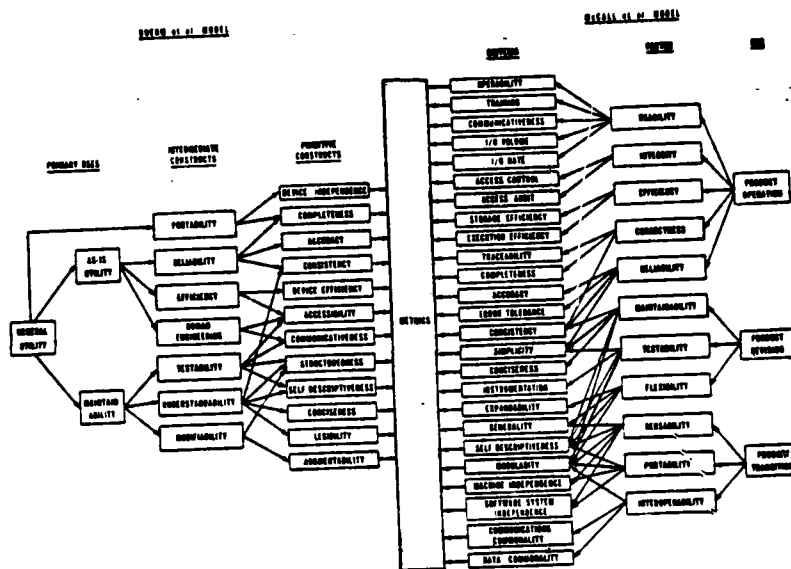 BOEHM et al MODEL
McCALL et al MODEL
PRIMARY USES
INTERMEDIATE
CONSTRUCTS
PRIMITIVE
CONSTRUCTS
CRITERIA
GENERAL
UTILITY
AS-IS
UTILITY
MAINTAIN
ABILITY
PORTABILITY
RELIABILITY
EFFICIENCY
HUMAN
ENGINEERING
TESTABILITY
UNDERSTANDABILITY
MODIFIABILITY
DEVICE INDEPENDENCE
COMPLETENESS
ACCURACY
CONSISTENCY
DEVICE EFFICIENCY
ACCESSIBILITY
COMMUNICATIVENESS
STRUCTUREDNESS
SELF DESCRIPTIVENESS
CONCISENESS
LEGIBILITY
AUGMENTABILITY
METRICS
OPERABILITY
TRAINING
COMMUNICATIVENESS
I/O VOLUME
I/O RATE
ACCESS CONTROL
ACCESS AUDIT
STORAGE EFFICIENCY
EXECUTION EFFICIENCY
TRACEABILITY
COMPLETENESS
ACCURACY
ERROR TOLERANCE
CONSISTENCY
SIMPLICITY
CONCISENESS
INSTRUMENTATION
EXPANDABILITY
GENERALITY
SELF DESCRIPTIVENESS
MODULARITY
MACHINE INDEPENDENCE
SOFTWARE SYSTEM
INDEPENDENCE
COMMUNICATIONS
COMMONALITY
DATA COMMONALITY
USABILITY
INTEGRITY
EFFICIENCY
CORRECTNESS
RELIABILITY
MAINTAINABILITY
TESTABILITY
FLEXIBILITY
REUSABILITY
PORTABILITY
INTEROPERABILITY
PRODUCT
OPERATION
PRODUCT
REVISION
PRODUCT
TRANSITION